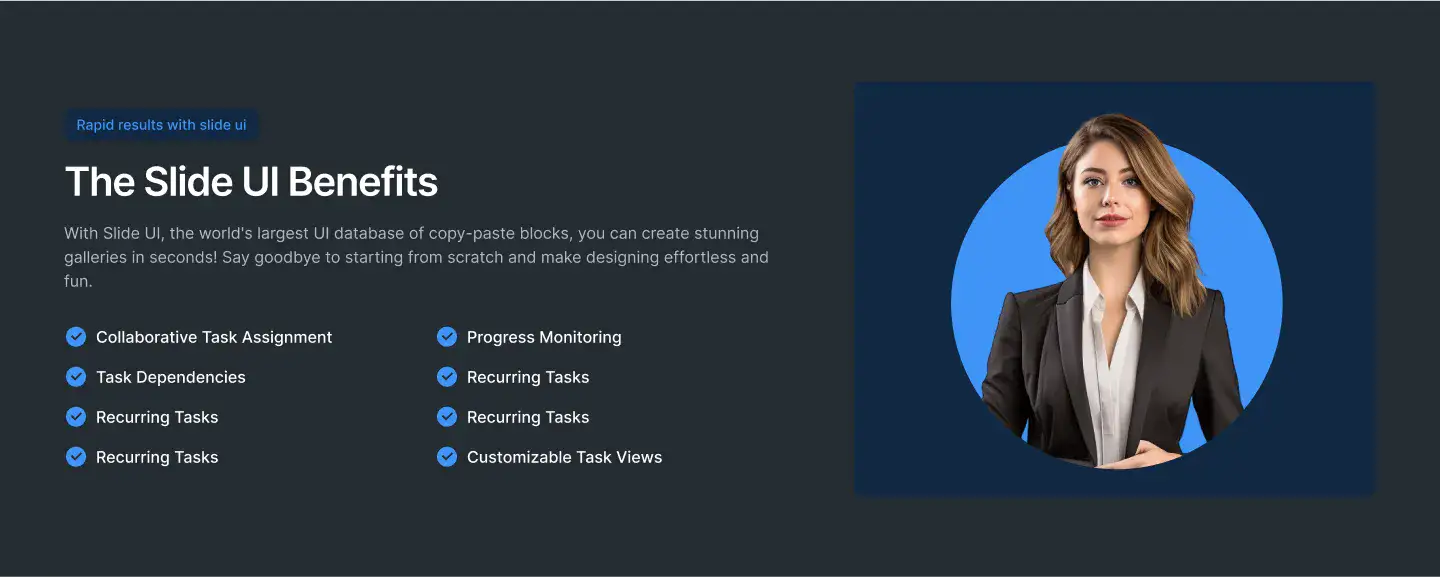 Rapid results with slide ui
The Slide UI Benefits
With Slide UI, the world's largest UI database of copy-paste blocks, you can create stunning
galleries in seconds! Say goodbye to starting from scratch and make designing effortless and
fun.
Collaborative Task Assignment
Progress Monitoring
Task Dependencies
Recurring Tasks
Recurring Tasks
Recurring Tasks
Recurring Tasks
Customizable Task Views